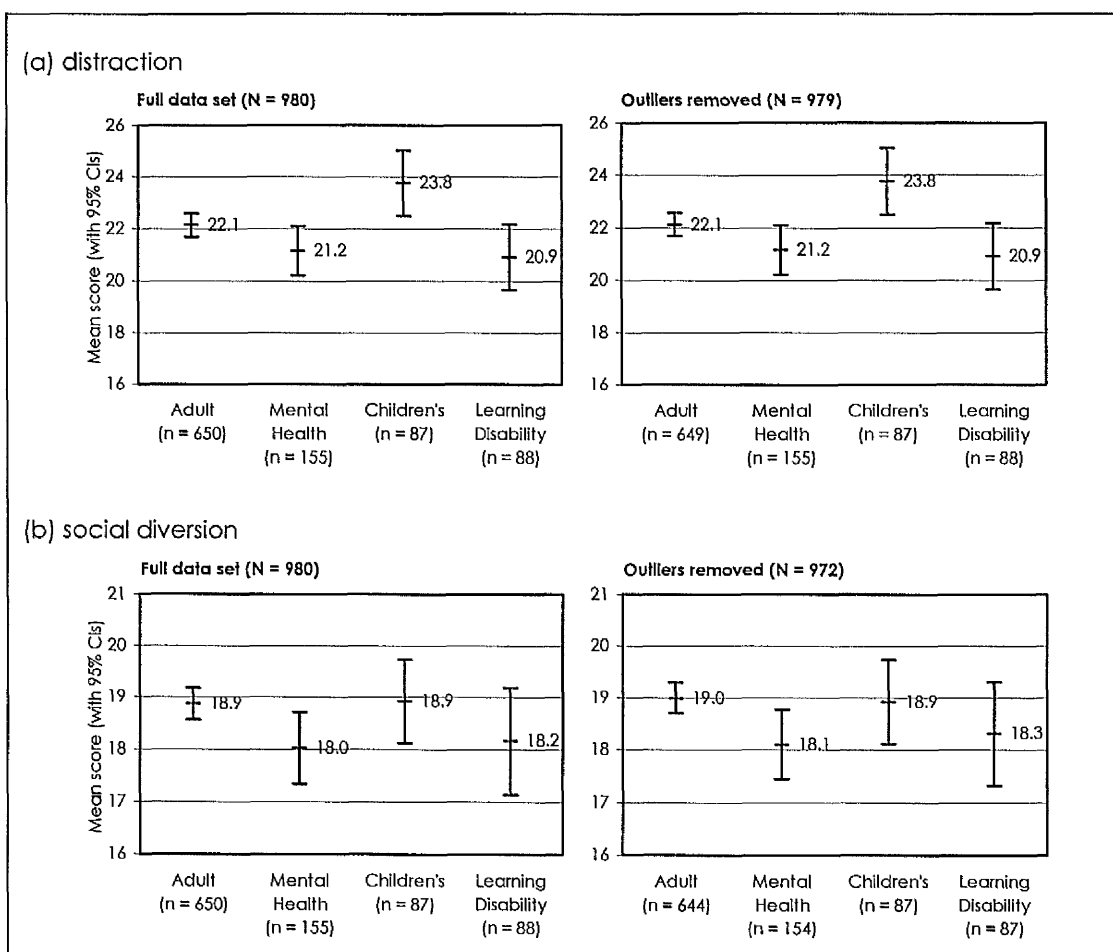 (a) distraction
Full data set (N = 980)
Mean score (with 95% CIs)
26
24
22
20
18
16
22.1
21.2
23.8
20.9
Adult
(n = 650)
Mental
Health
(n = 155)
Children's
(n = 87)
Learning
Disability
(n = 88)
Outliers removed (N = 979)
26
24
22
20
18
16
22.1
21.2
23.8
20.9
Adult
(n = 649)
Mental
Health
(n = 155)
Children's
(n = 87)
Learning
Disability
(n = 88)
(b) social diversion
Full data set (N = 980)
Mean score (with 95% CIs)
21
20
19
18
17
16
18.9
18.0
18.9
18.2
Adult
(n = 650)
Mental
Health
(n = 155)
Children's
(n = 87)
Learning
Disability
(n = 88)
Outliers removed (N = 972)
21
20
19
18
17
16
19.0
18.1
18.9
18.3
Adult
(n = 644)
Mental
Health
(n = 154)
Children's
(n = 87)
Learning
Disability
(n = 87)